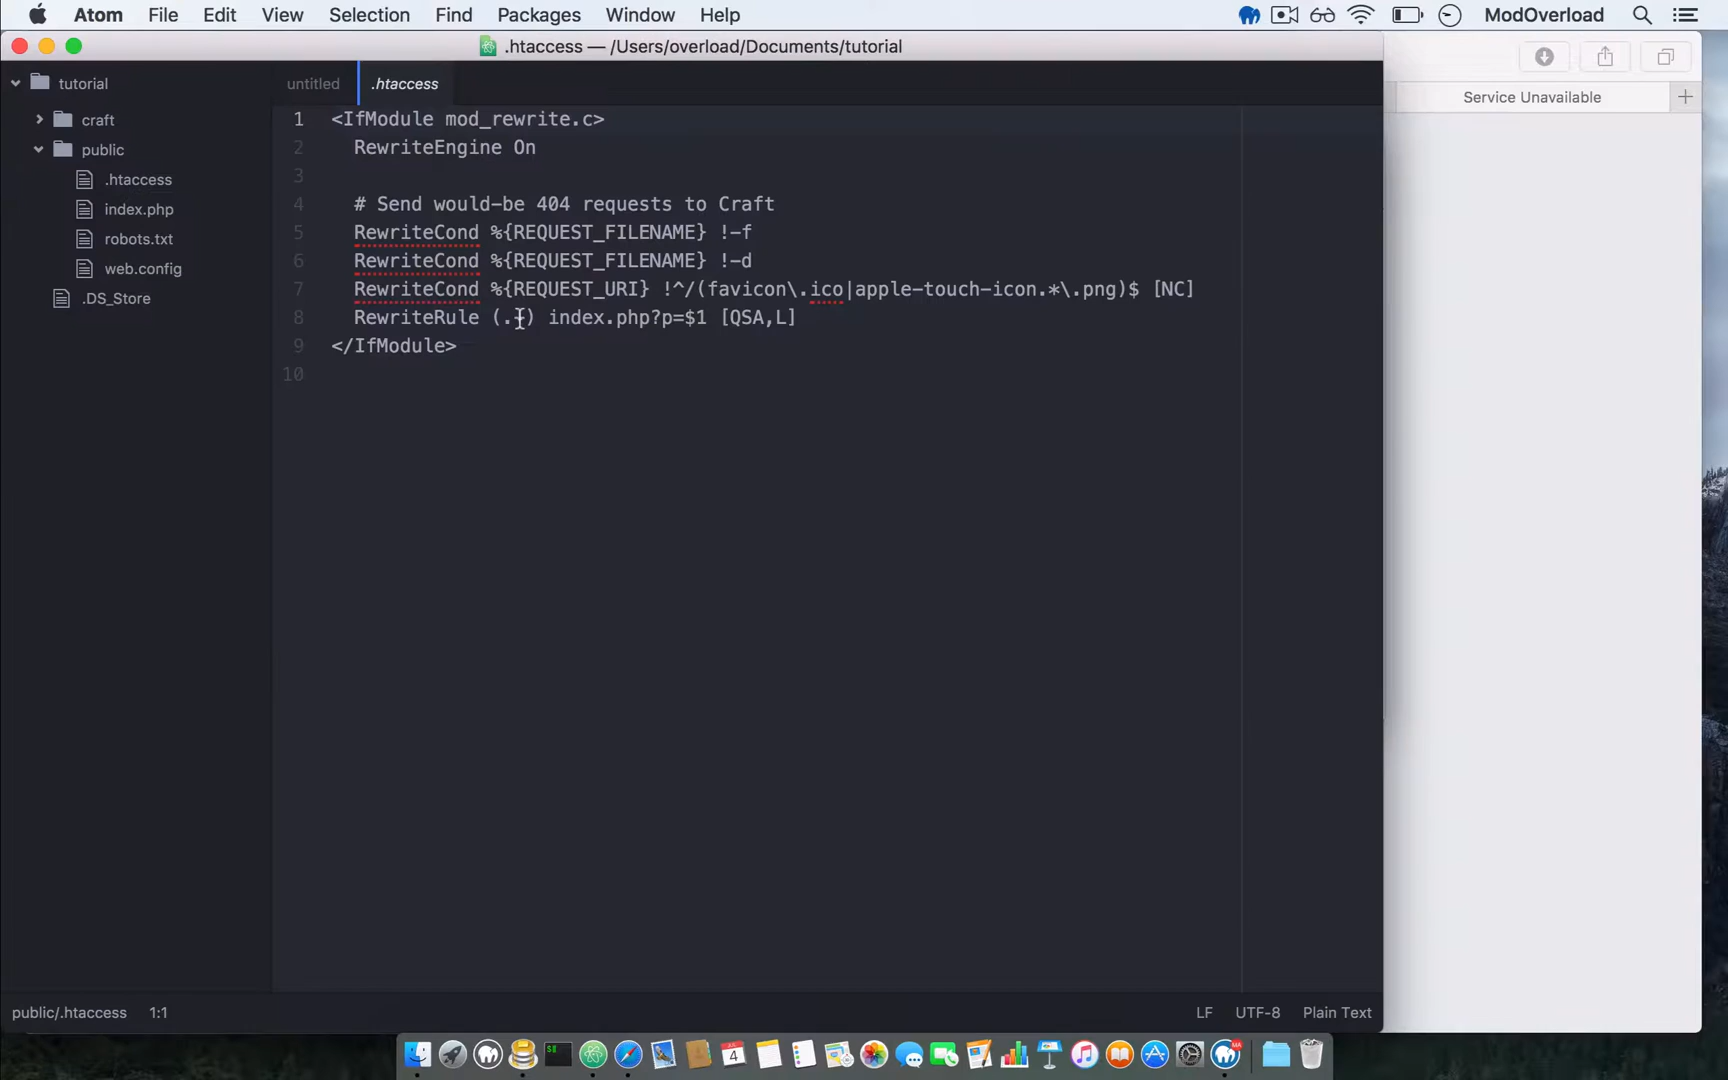 Atom File Edit View Selection Find Packages Window Help ModOverload
.htaccess — /Users/overload/Documents/tutorial
Service Unavailable +
tutorial
craft
public
.htaccess
index.php
robots.txt
web.config
.DS_Store
untitled .htaccess
1 <IfModule mod_rewrite.c>
2 RewriteEngine On
3
4 # Send would-be 404 requests to Craft
5 RewriteCond %{REQUEST_FILENAME} !-f
6 RewriteCond %{REQUEST_FILENAME} !-d
7 RewriteCond %{REQUEST_URI} !^/(favicon\.ico|apple-touch-icon.*\.png)$ [NC]
8 RewriteRule (.+) index.php?p=$1 [QSA,L]
9 </IfModule>
10
public/.htaccess 1:1 LF UTF-8 Plain Text